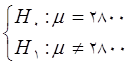 H₀ : μ = ۲۸۰۰
H₁ : μ ≠ ۲۸۰۰